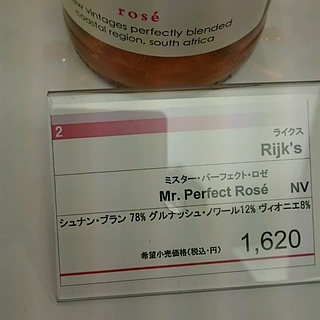 rosé
new vintages perfectly blended
coastal region, south africa
2
ライクス
Rijk's
ミスター・パーフェクト・ロゼ
Mr. Perfect Rosé NV
シュナン・ブラン 78% グルナッシュ・ノワール12% ヴィオニエ8%
希望小売価格(税込・円) 1,620